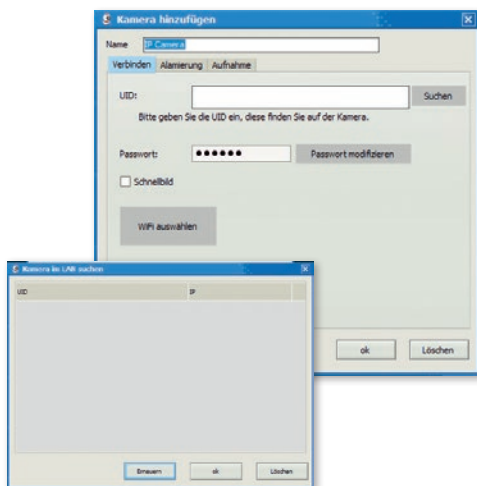 Kamera hinzufügen
Name IP Camera
Verbinden Alamierung Aufnahme
UID: Suchen
Bitte geben Sie die UID ein, diese finden Sie auf der Kamera.
Passwort: ●●●●●● Passwort modifizieren
Schnellbild
WiFi auswählen
ok Löschen
Kamera im LAN suchen
UID IP
Erneuern ok Löschen